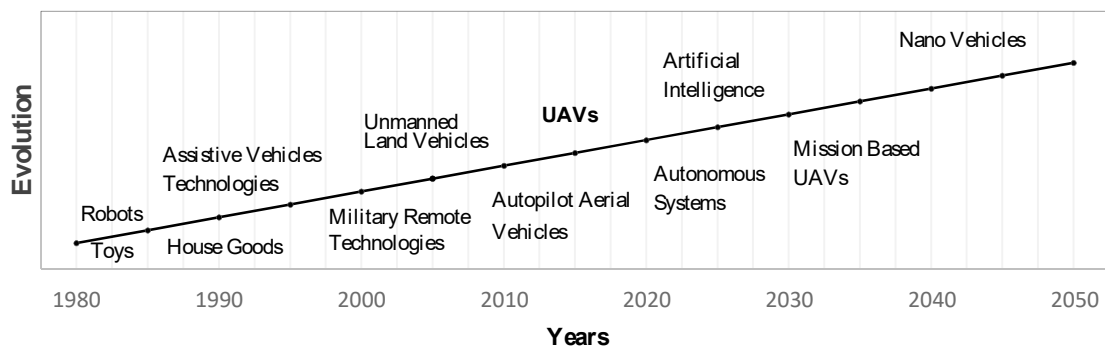 Nano Vehicles
Artificial
Intelligence
UAVs
Unmanned
Land Vehicles
Assistive Vehicles
Technologies
Robots
Toys
House Goods
Military Remote
Technologies
Autopilot Aerial
Vehicles
Autonomous
Systems
Mission Based
UAVs
Evolution
1980 1990 2000 2010 2020 2030 2040 2050
Years